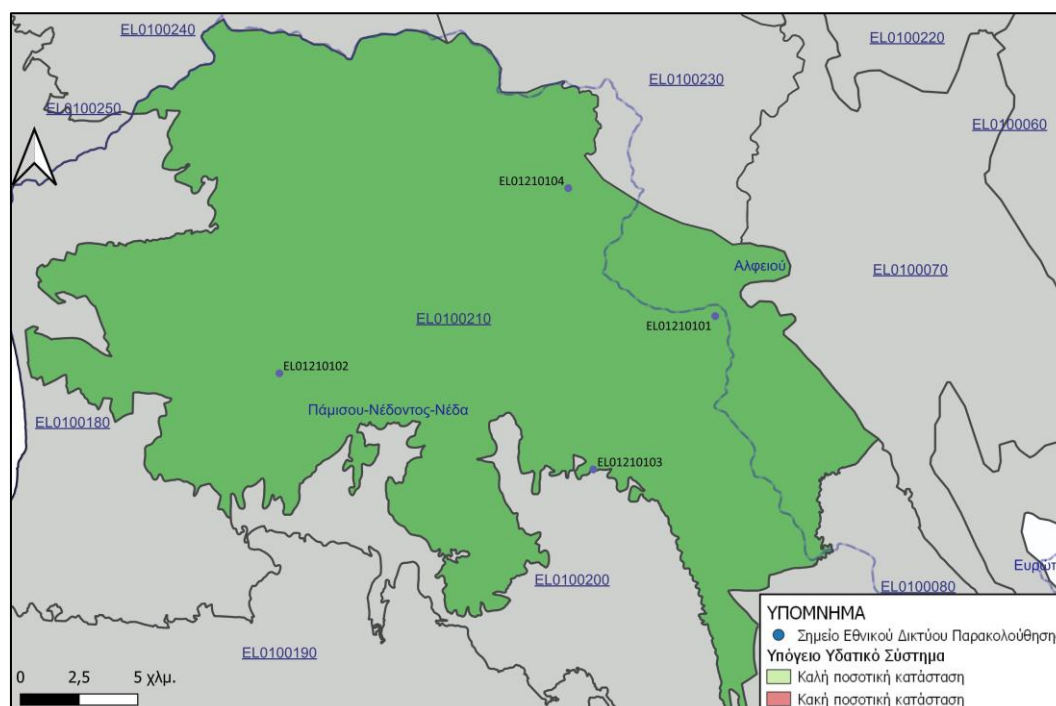 EL0100240
EL0100220
EL0100230
EL0100250
EL0100060
EL01210104
Αλφειού
EL0100070
EL0100210
EL01210101
EL01210102
Πάμισου-Νέδοντος-Νέδα
EL0100180
EL01210103
Ευρώτ
EL0100200
EL0100080
EL0100190
0 2,5 5 χλμ.
ΥΠΟΜΝΗΜΑ
Σημείο Εθνικού Δικτύου Παρακολούθηση
Υπόγειο Υδατικό Σύστημα
Καλή ποσοτική κατάσταση
Κακή ποσοτική κατάσταση